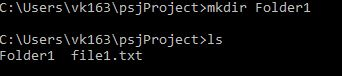 C:\Users\vk163\psjProject>mkdir Folder1
C:\Users\vk163\psjProject>ls
Folder1  file1.txt